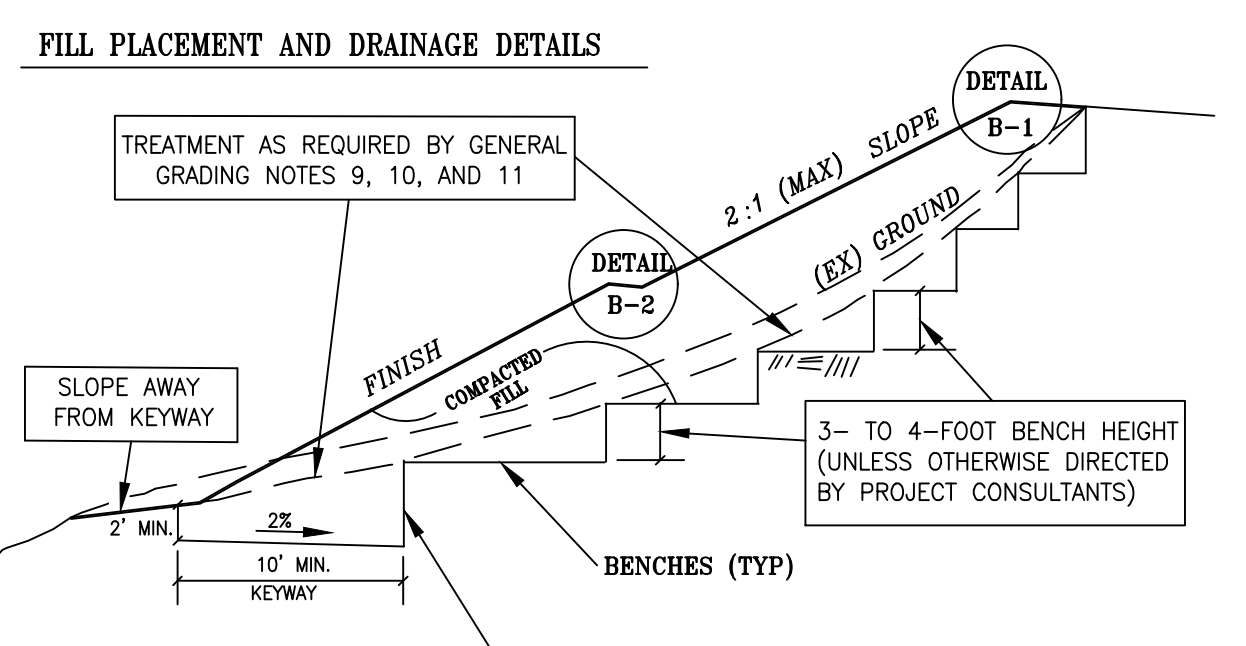 FILL PLACEMENT AND DRAINAGE DETAILS
DETAIL
B-1
TREATMENT AS REQUIRED BY GENERAL
GRADING NOTES 9, 10, AND 11
2:1 (MAX) SLOPE
(EX) GROUND
DETAIL
B-2
FINISH
COMPACTED
FILL
SLOPE AWAY
FROM KEYWAY
3- TO 4-FOOT BENCH HEIGHT
(UNLESS OTHERWISE DIRECTED
BY PROJECT CONSULTANTS)
2' MIN.
2%
10' MIN.
KEYWAY
BENCHES (TYP)